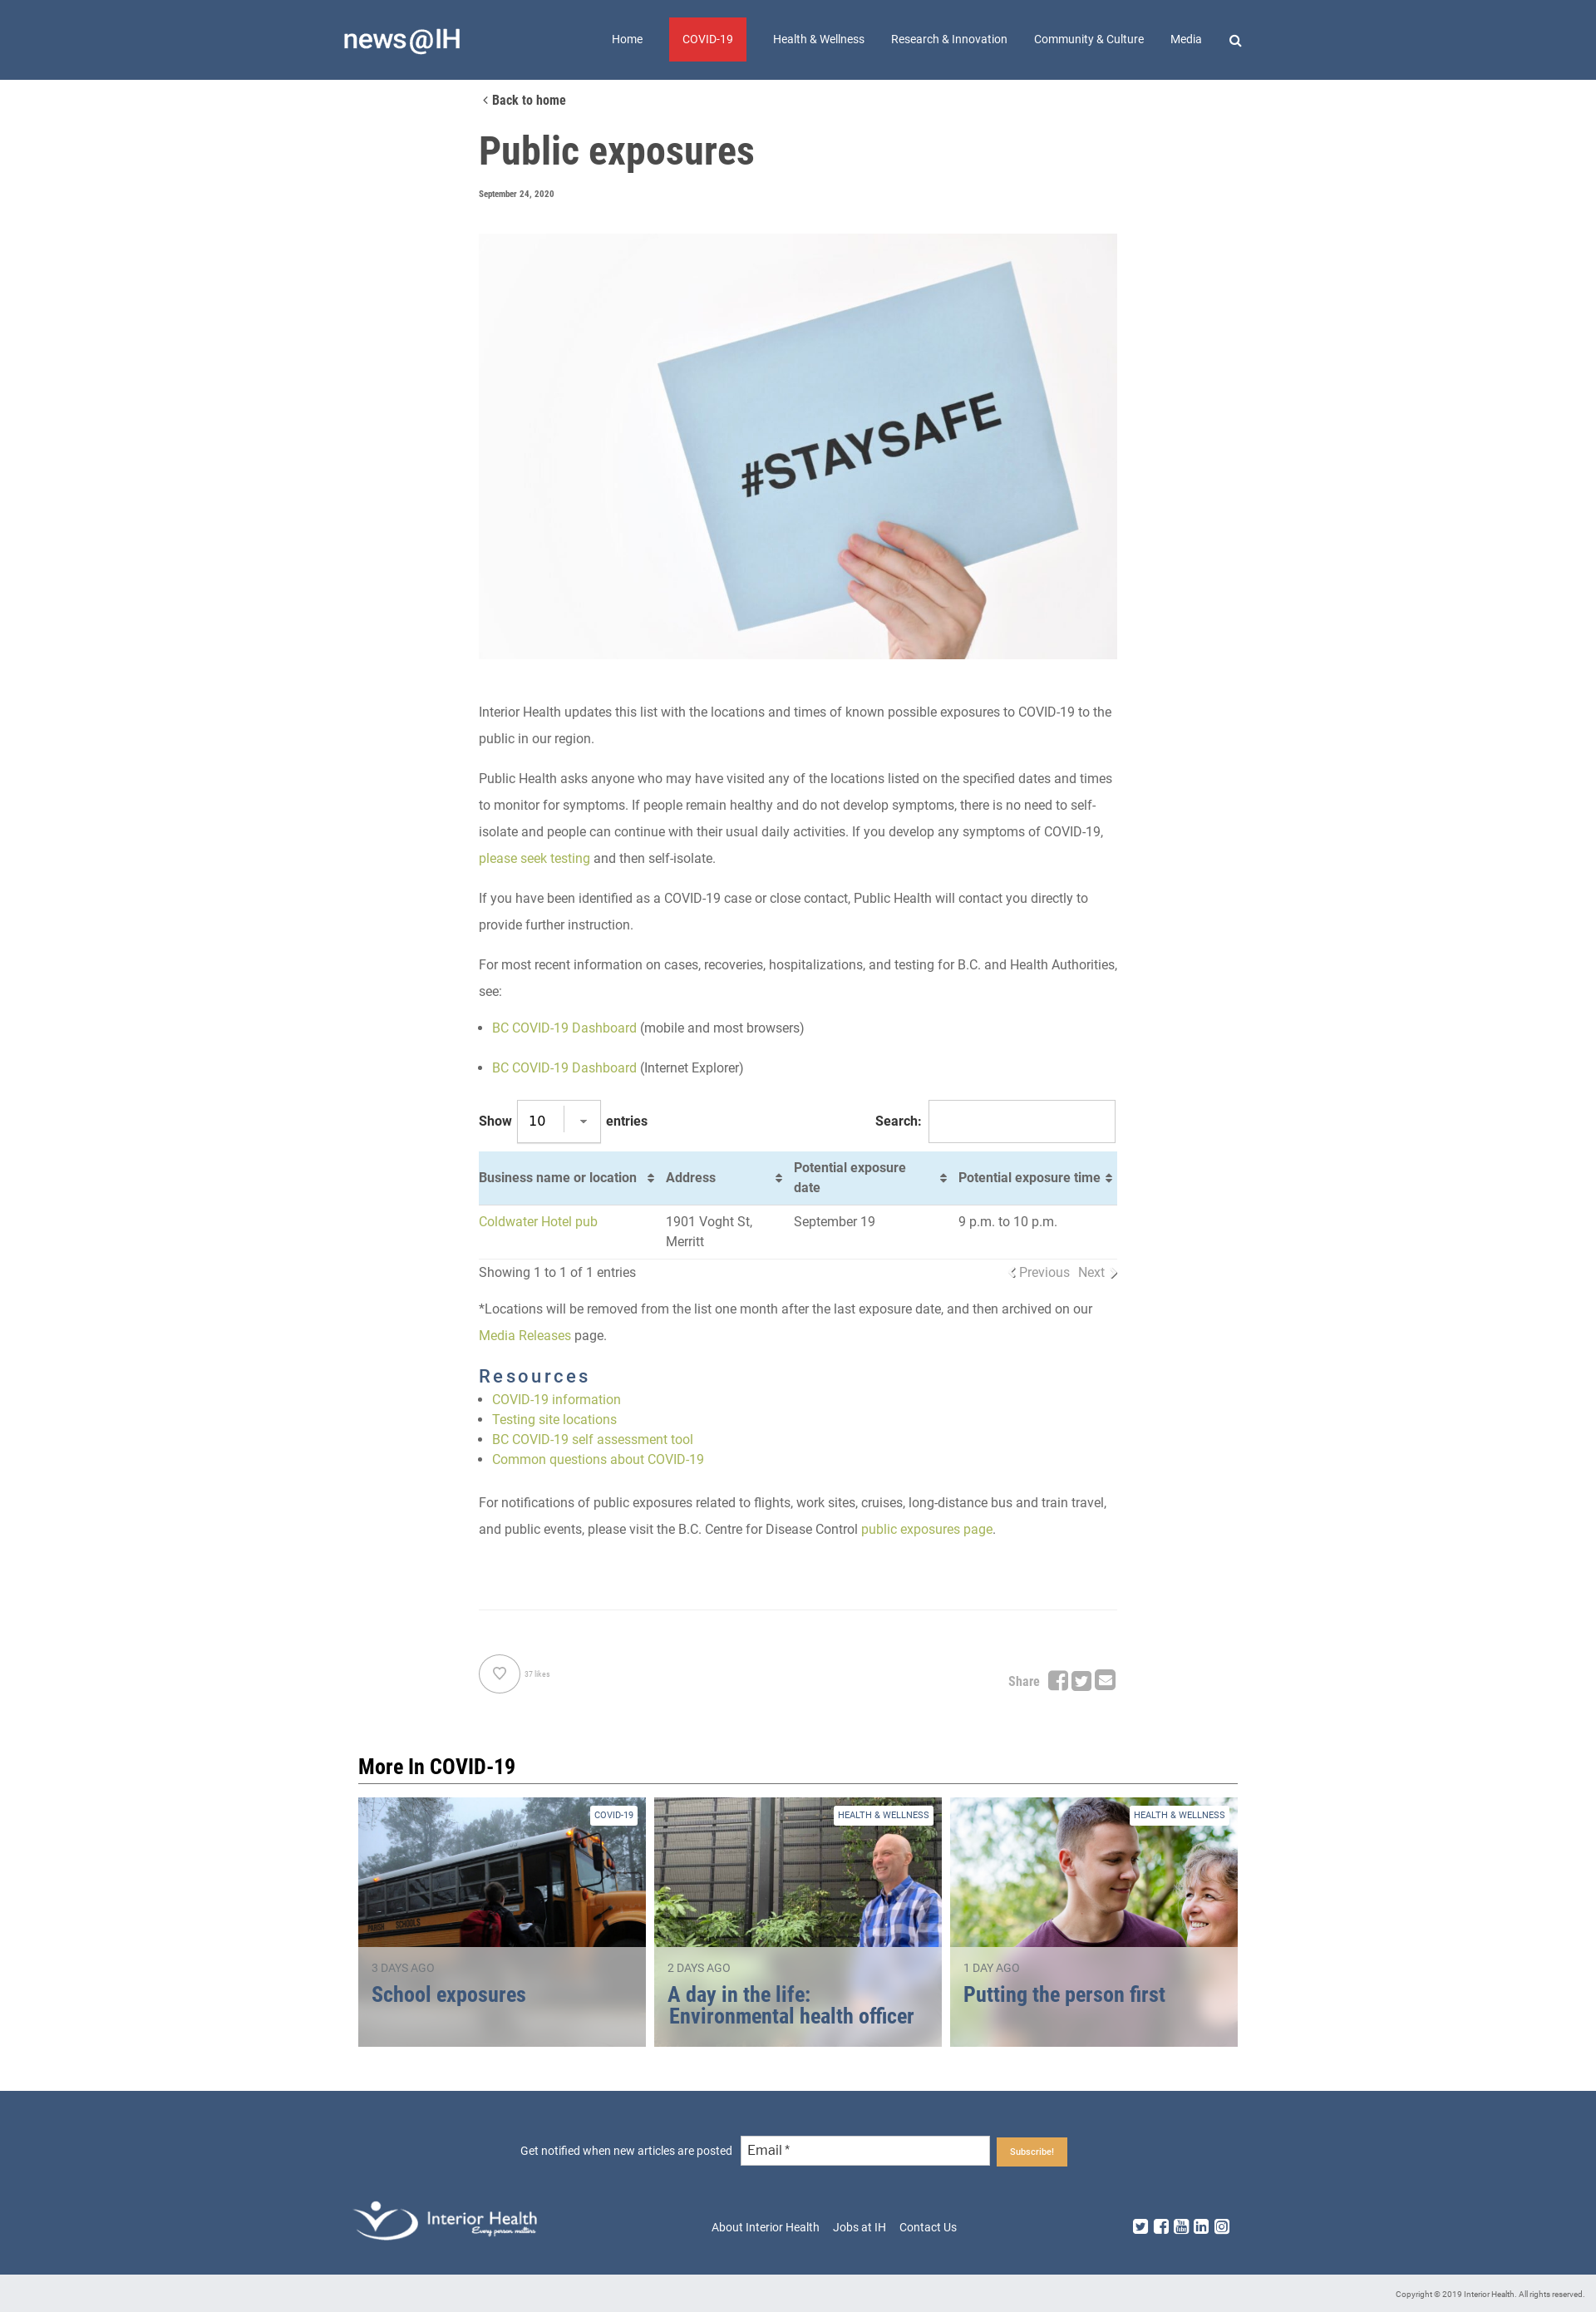 news@IH
Home
COVID-19
Health & Wellness
Research & Innovation
Community & Culture
Media
Back to home
Public exposures
September 24, 2020
#STAYSAFE
Interior Health updates this list with the locations and times of known possible exposures to COVID-19 to the
public in our region.
Public Health asks anyone who may have visited any of the locations listed on the specified dates and times
to monitor for symptoms. If people remain healthy and do not develop symptoms, there is no need to self-
isolate and people can continue with their usual daily activities. If you develop any symptoms of COVID-19,
please seek testing and then self-isolate.
If you have been identified as a COVID-19 case or close contact, Public Health will contact you directly to
provide further instruction.
For most recent information on cases, recoveries, hospitalizations, and testing for B.C. and Health Authorities,
see:
• BC COVID-19 Dashboard (mobile and most browsers)
• BC COVID-19 Dashboard (Internet Explorer)
Show 10 entries
Search:
Business name or location
Address
Potential exposure
date
Potential exposure time
Coldwater Hotel pub
1901 Voght St,
Merritt
September 19
9 p.m. to 10 p.m.
Showing 1 to 1 of 1 entries
Previous Next
*Locations will be removed from the list one month after the last exposure date, and then archived on our
Media Releases page.
Resources
• COVID-19 information
• Testing site locations
• BC COVID-19 self assessment tool
• Common questions about COVID-19
For notifications of public exposures related to flights, work sites, cruises, long-distance bus and train travel,
and public events, please visit the B.C. Centre for Disease Control public exposures page.
37 likes
Share
More In COVID-19
COVID-19
PARISH SCHOOLS
3 DAYS AGO
School exposures
HEALTH & WELLNESS
2 DAYS AGO
A day in the life:
Environmental health officer
HEALTH & WELLNESS
1 DAY AGO
Putting the person first
Get notified when new articles are posted
Email *
Subscribe!
Interior Health
Every person matters
About Interior Health
Jobs at IH
Contact Us
Copyright © 2019 Interior Health. All rights reserved.